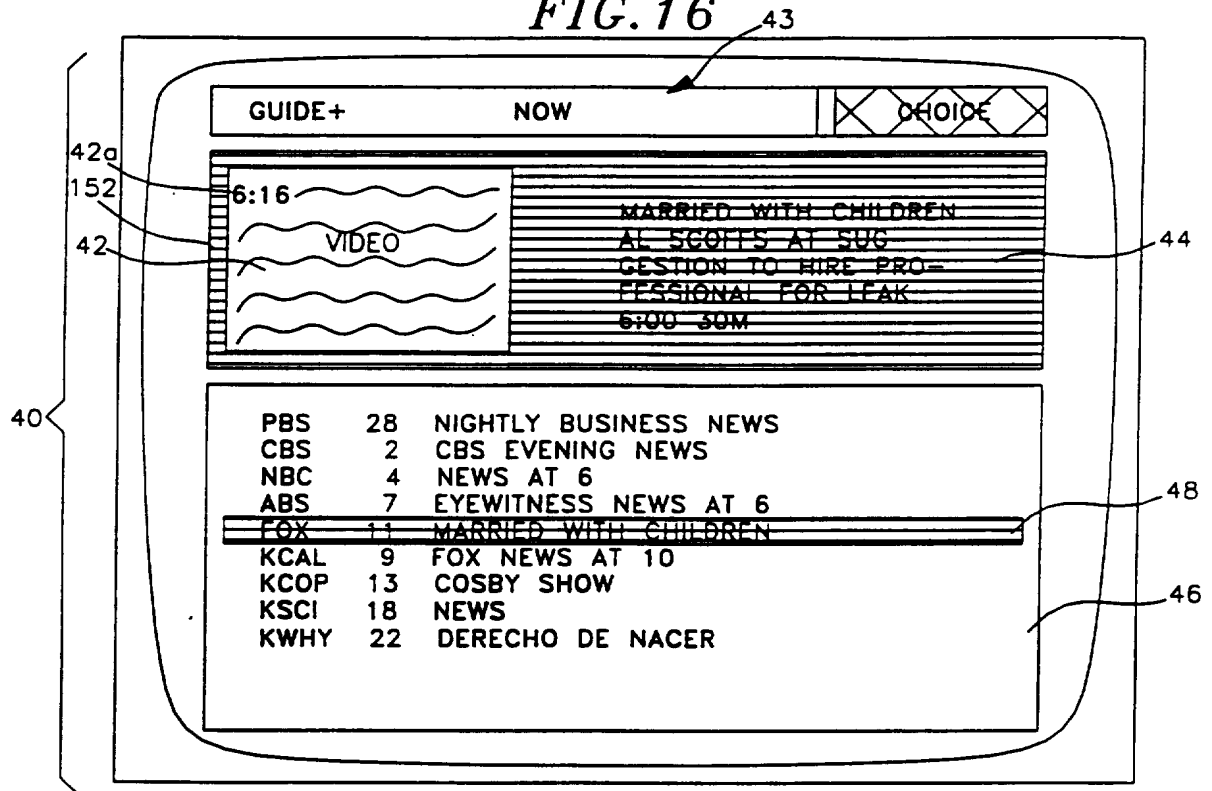 FIG. 16
43
GUIDE+ NOW CHOICE
42a
152
42
6:16
VIDEO
MARRIED WITH CHILDREN
AL SCOFFS AT SUG-
GESTION TO HIRE PRO-
FESSIONAL FOR LEAK
6:00 30M
44
40
PBS 28 NIGHTLY BUSINESS NEWS
CBS 2 CBS EVENING NEWS
NBC 4 NEWS AT 6
ABS 7 EYEWITNESS NEWS AT 6
FOX 11 MARRIED WITH CHILDREN
48
KCAL 9 FOX NEWS AT 10
KCOP 13 COSBY SHOW
KSCI 18 NEWS
46
KWHY 22 DERECHO DE NACER